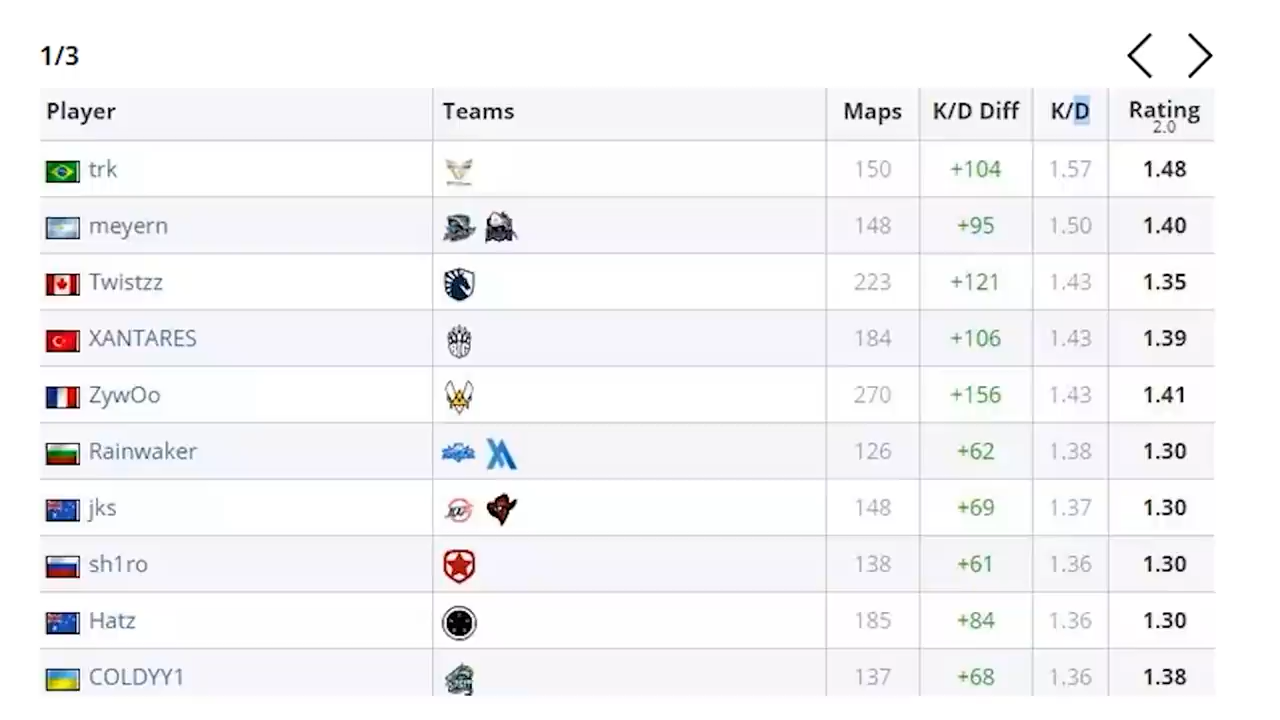 1/3
Player Teams Maps K/D Diff K/D Rating 2.0
trk 150 +104 1.57 1.48
meyern 148 +95 1.50 1.40
Twistzz 223 +121 1.43 1.35
XANTARES 184 +106 1.43 1.39
ZywOo 270 +156 1.43 1.41
Rainwaker 126 +62 1.38 1.30
jks 148 +69 1.37 1.30
sh1ro 138 +61 1.36 1.30
Hatz 185 +84 1.36 1.30
COLDYY1 137 +68 1.36 1.38